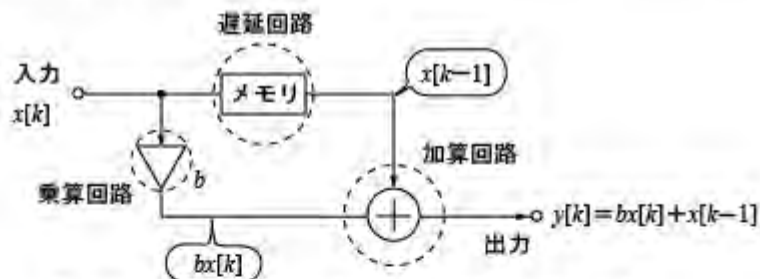 遅延回路
入力
x[k]
メモリ
x[k−1]
加算回路
乗算回路
b
bx[k]
出力
y[k]=bx[k]+x[k−1]